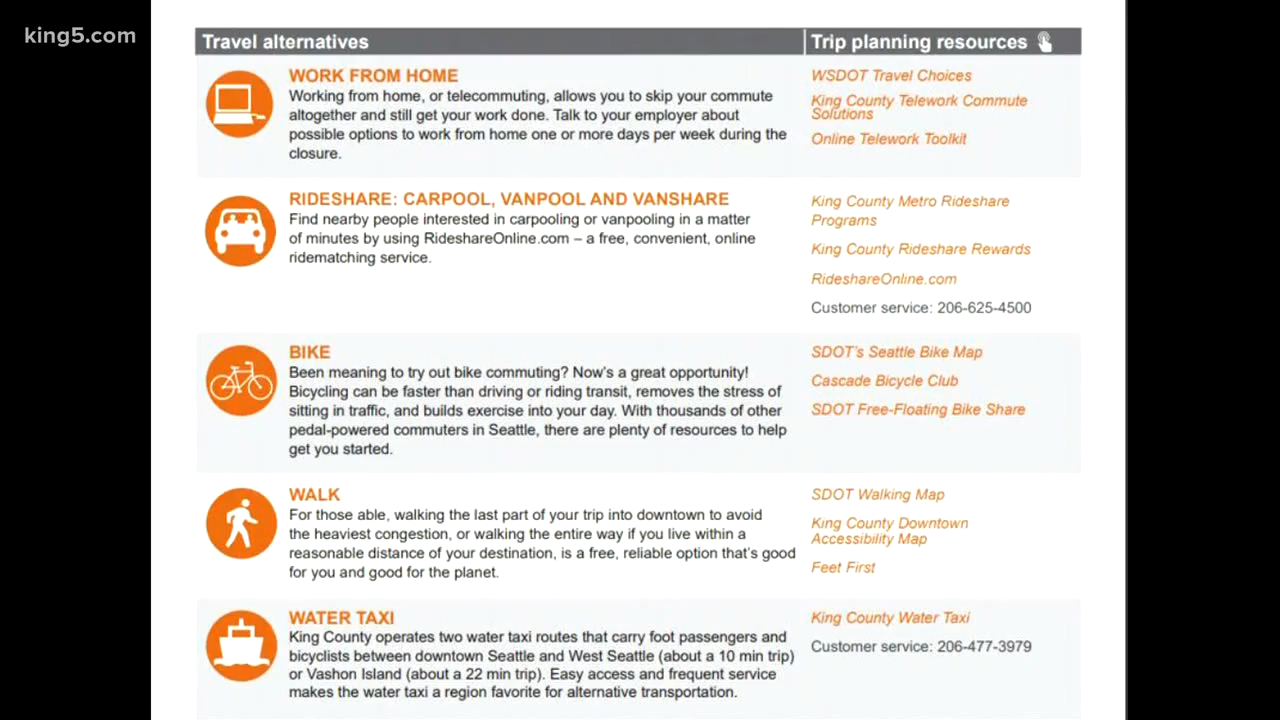 king5.com
Travel alternatives
Trip planning resources
WORK FROM HOME
Working from home, or telecommuting, allows you to skip your commute
altogether and still get your work done. Talk to your employer about
possible options to work from home one or more days per week during the
closure.
WSDOT Travel Choices
King County Telework Commute
Solutions
Online Telework Toolkit
RIDESHARE: CARPOOL, VANPOOL AND VANSHARE
Find nearby people interested in carpooling or vanpooling in a matter
of minutes by using RideshareOnline.com – a free, convenient, online
ridematching service.
King County Metro Rideshare
Programs
King County Rideshare Rewards
RideshareOnline.com
Customer service: 206-625-4500
BIKE
Been meaning to try out bike commuting? Now's a great opportunity!
Bicycling can be faster than driving or riding transit, removes the stress of
sitting in traffic, and builds exercise into your day. With thousands of other
pedal-powered commuters in Seattle, there are plenty of resources to help
get you started.
SDOT's Seattle Bike Map
Cascade Bicycle Club
SDOT Free-Floating Bike Share
WALK
For those able, walking the last part of your trip into downtown to avoid
the heaviest congestion, or walking the entire way if you live within a
reasonable distance of your destination, is a free, reliable option that's good
for you and good for the planet.
SDOT Walking Map
King County Downtown
Accessibility Map
Feet First
WATER TAXI
King County operates two water taxi routes that carry foot passengers and
bicyclists between downtown Seattle and West Seattle (about a 10 min trip)
or Vashon Island (about a 22 min trip). Easy access and frequent service
makes the water taxi a region favorite for alternative transportation.
King County Water Taxi
Customer service: 206-477-3979